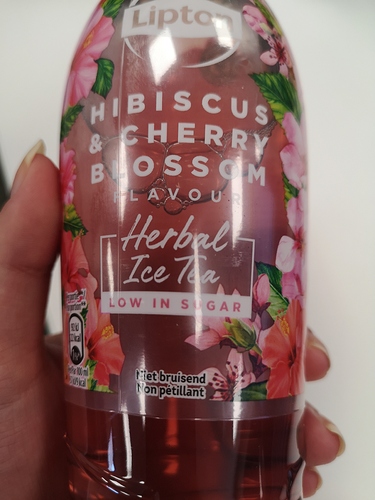 Lipton
HIBISCUS
& CHERRY
BLOSSOM
FLAVOUR
Herbal
Ice Tea
LOW IN SUGAR
Niet bruisend
Non pétillant